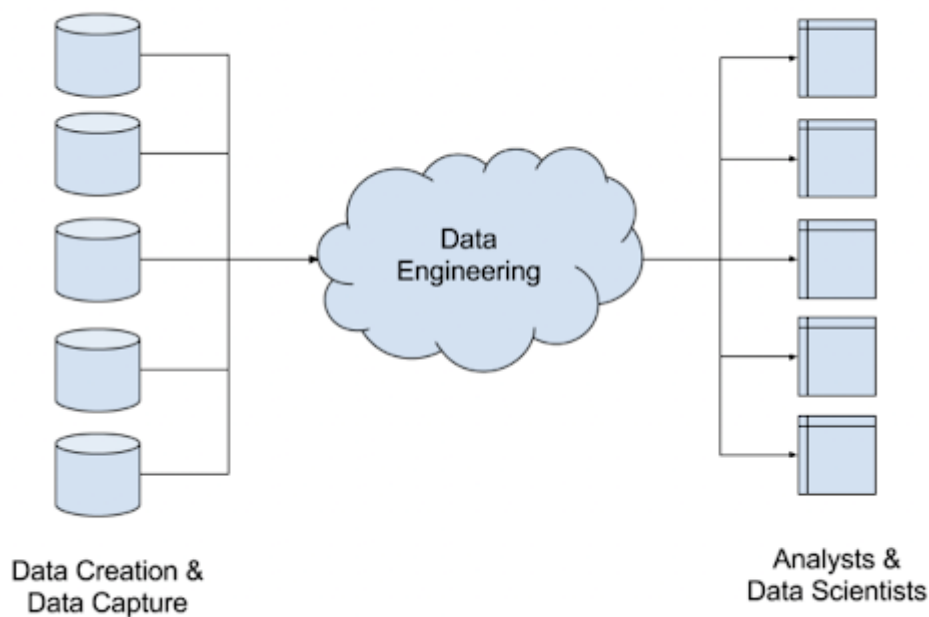 Data
Engineering
Data Creation &
Data Capture
Analysts &
Data Scientists